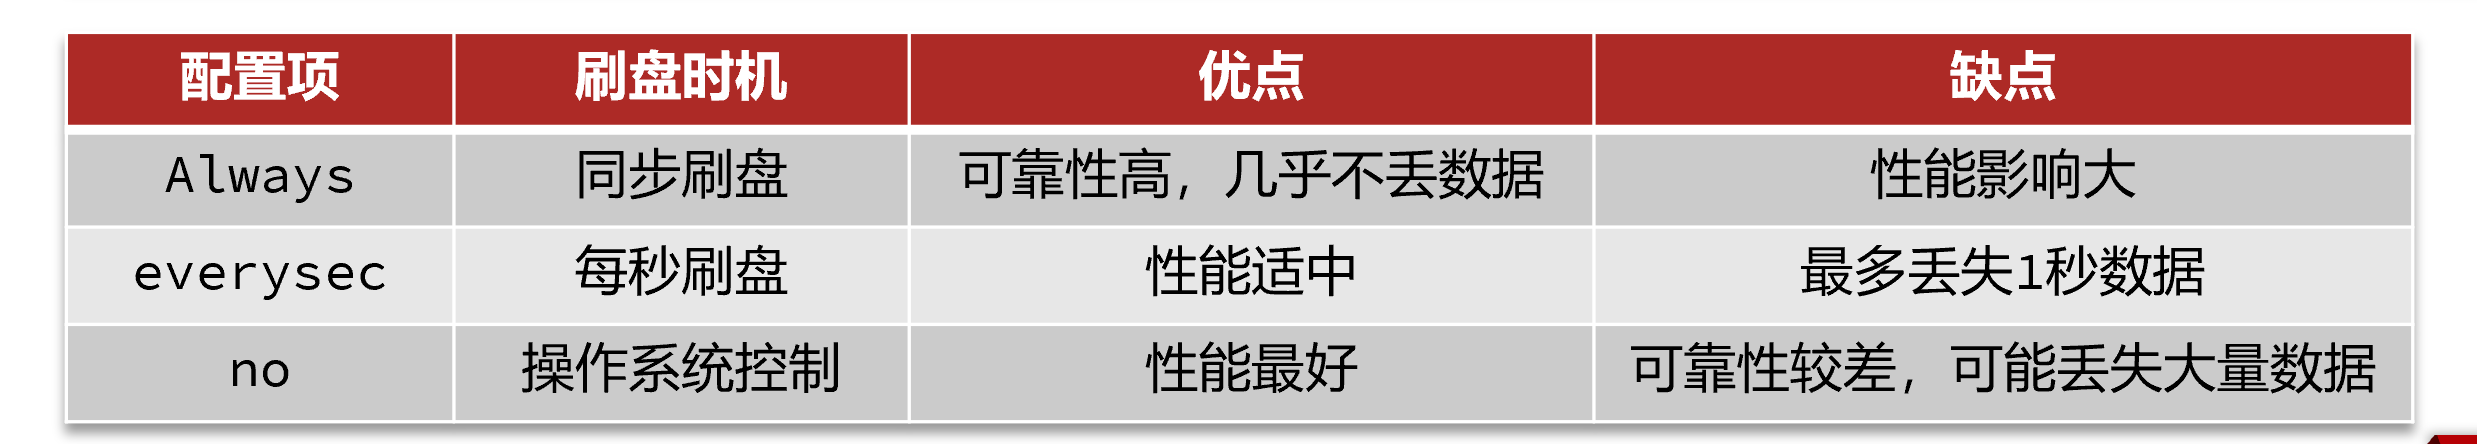 配置项 刷盘时机 优点 缺点
Always 同步刷盘 可靠性高，几乎不丢数据 性能影响大
everysec 每秒刷盘 性能适中 最多丢失1秒数据
no 操作系统控制 性能最好 可靠性较差，可能丢失大量数据